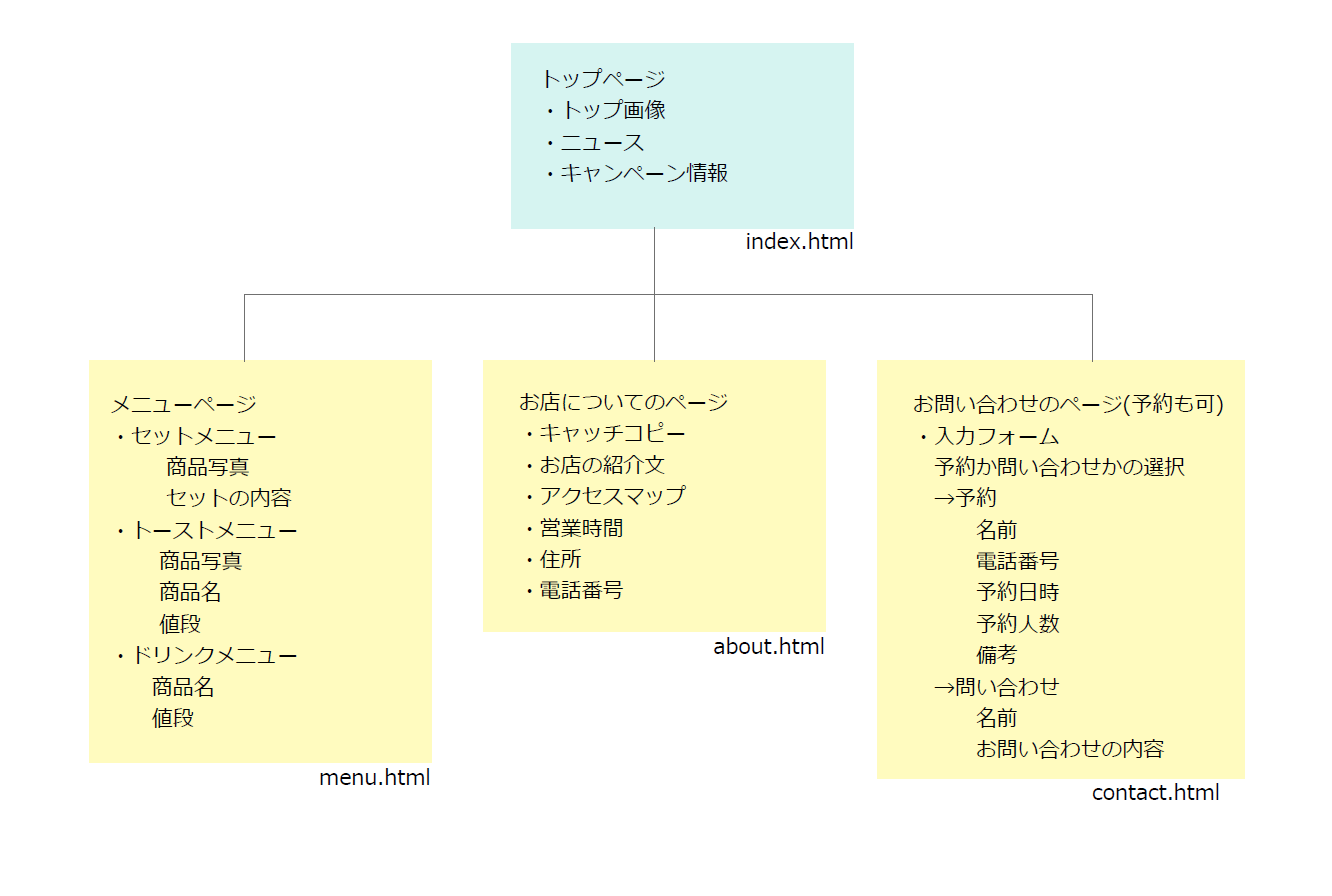 トップページ
・トップ画像
・ニュース
・キャンペーン情報
index.html
メニューページ
・セットメニュー
商品写真
セットの内容
・トーストメニュー
商品写真
商品名
値段
・ドリンクメニュー
商品名
値段
menu.html
お店についてのページ
・キャッチコピー
・お店の紹介文
・アクセスマップ
・営業時間
・住所
・電話番号
about.html
お問い合わせのページ(予約も可)
・入力フォーム
予約か問い合わせかの選択
→予約
名前
電話番号
予約日時
予約人数
備考
→問い合わせ
名前
お問い合わせの内容
contact.html